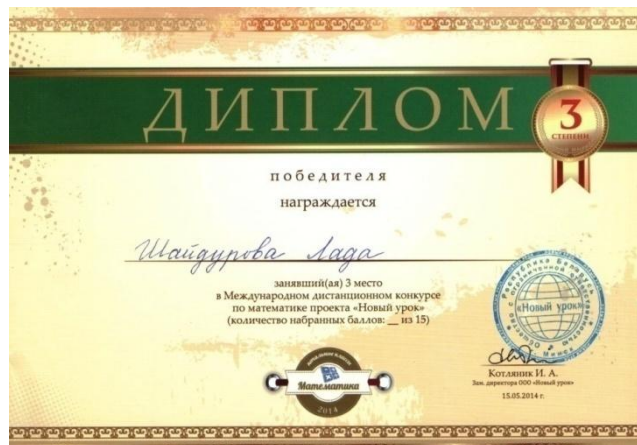 ДИПЛОМ
3
СТЕПЕНИ
победителя
награждается
Шайдурова Лада
занявший(ая) 3 место
в Международном дистанционном конкурсе
по математике проекта «Новый урок»
(количество набранных баллов: __ из 15)
Республика Беларусь
«Новый урок»
Котляник И. А.
Зам. директора ООО «Новый урок»
15.05.2014 г.
Математика
2014